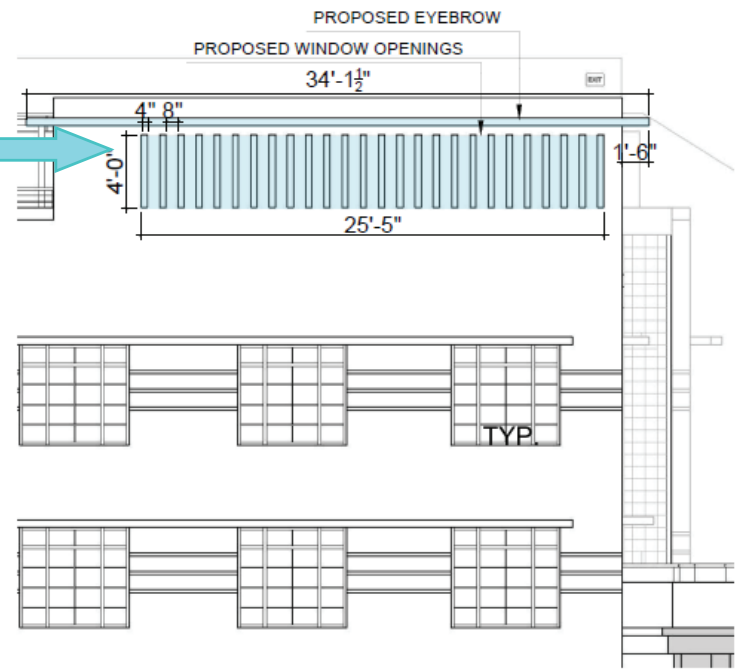 PROPOSED EYEBROW
PROPOSED WINDOW OPENINGS
34'-1½"
EXIT
4" 8"
4'-0"
1'-6"
25'-5"
TYP.